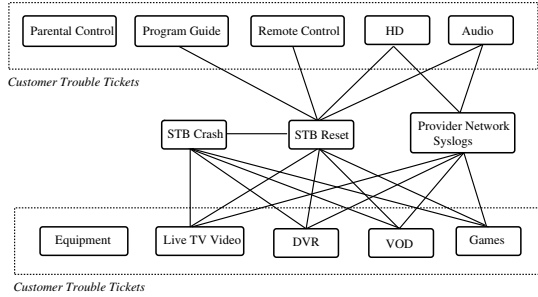 Parental Control
Program Guide
Remote Control
HD
Audio
Customer Trouble Tickets
STB Crash
STB Reset
Provider Network
Syslogs
Equipment
Live TV Video
DVR
VOD
Games
Customer Trouble Tickets